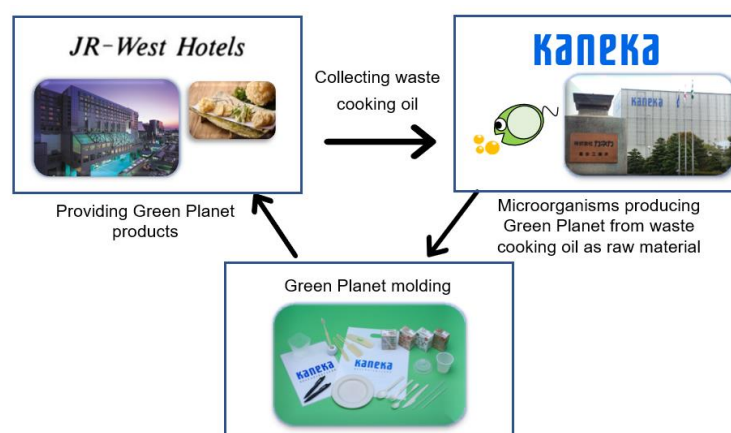 JR-West Hotels
Kaneka
Collecting waste
cooking oil
KANEKA
Providing Green Planet
products
Microorganisms producing
Green Planet from waste
cooking oil as raw material
Green Planet molding
Kaneka
Kaneka